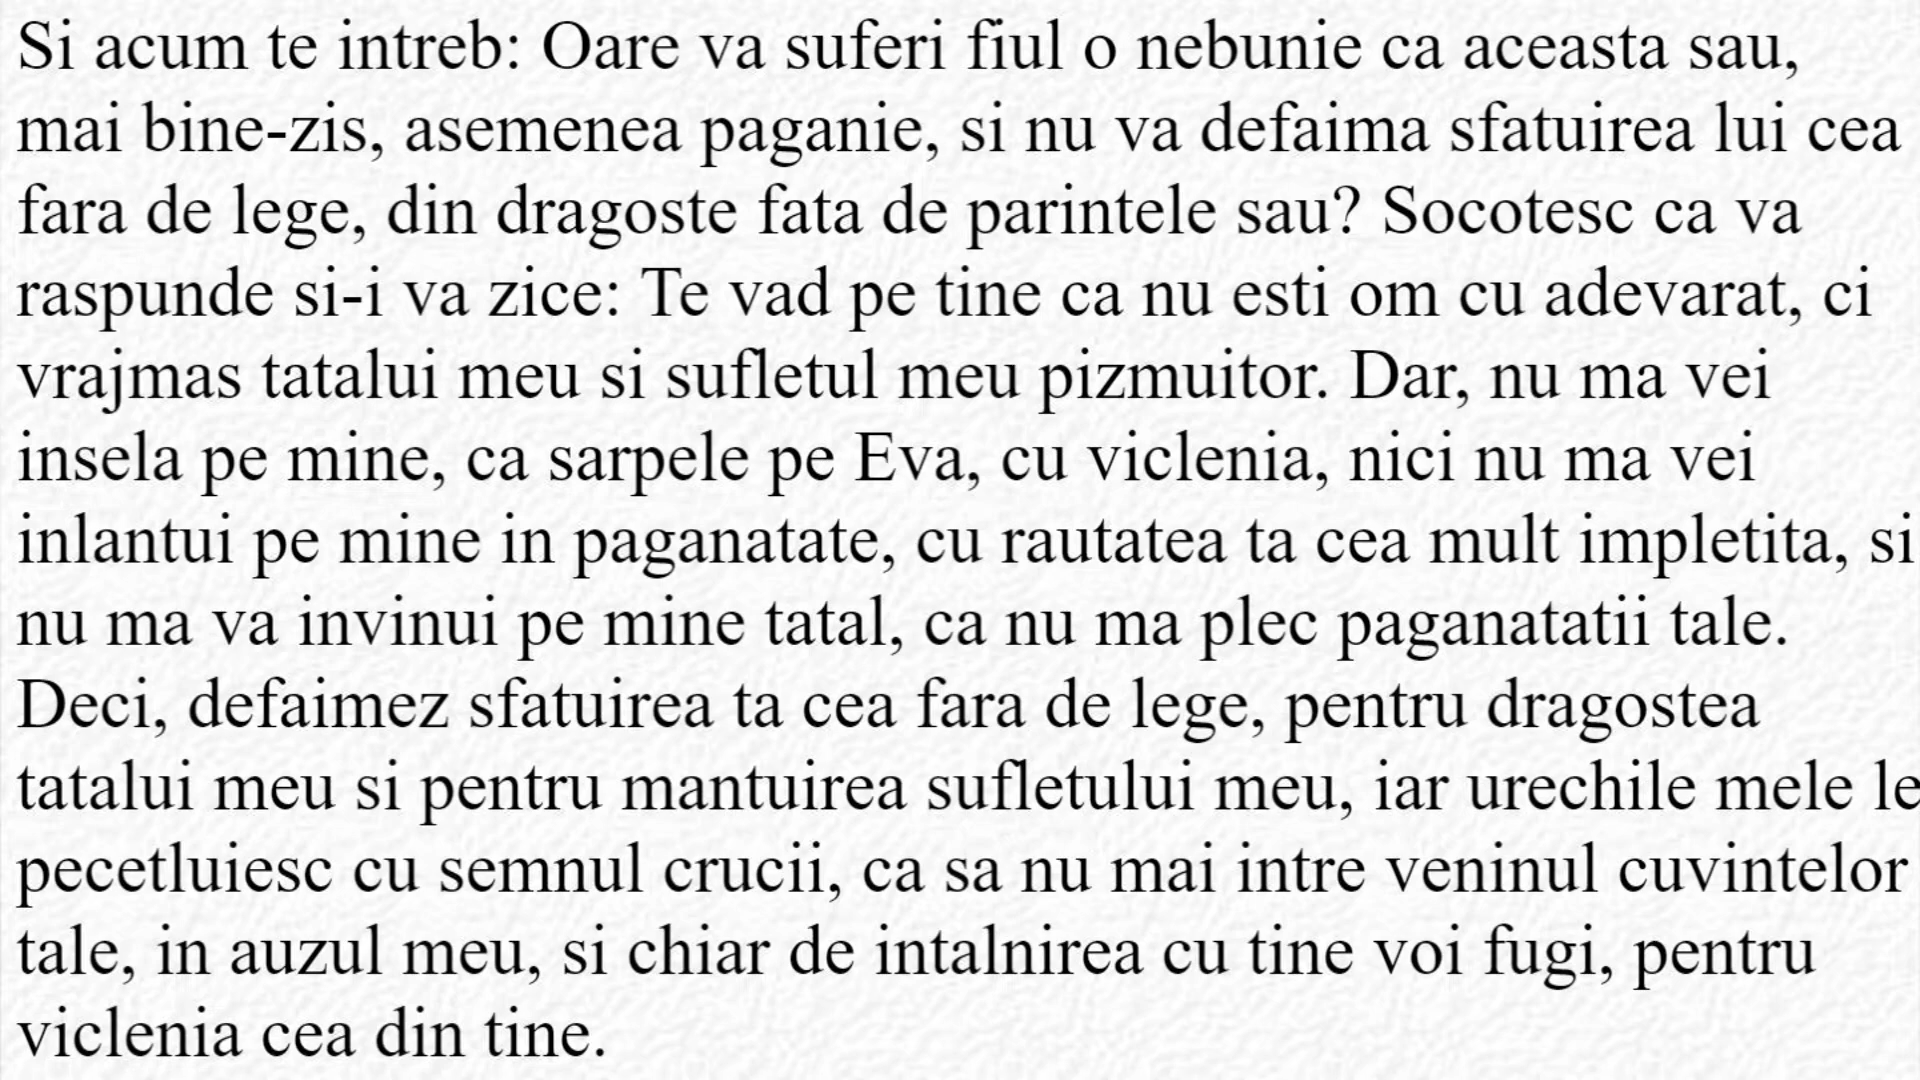 Si acum te intreb: Oare va suferi fiul o nebunie ca aceasta sau,
mai bine-zis, asemenea paganie, si nu va defaima sfatuirea lui cea
fara de lege, din dragoste fata de parintele sau? Socotesc ca va
raspunde si-i va zice: Te vad pe tine ca nu esti om cu adevarat, ci
vrajmas tatalui meu si sufletul meu pizmuitor. Dar, nu ma vei
insela pe mine, ca sarpele pe Eva, cu viclenia, nici nu ma vei
inlantui pe mine in paganatate, cu rautatea ta cea mult impletita, si
nu ma va invinui pe mine tatal, ca nu ma plec paganatatii tale.
Deci, defaimez sfatuirea ta cea fara de lege, pentru dragostea
tatalui meu si pentru mantuirea sufletului meu, iar urechile mele le
pecetluiesc cu semnul crucii, ca sa nu mai intre veninul cuvintelor
tale, in auzul meu, si chiar de intalnirea cu tine voi fugi, pentru
viclenia cea din tine.